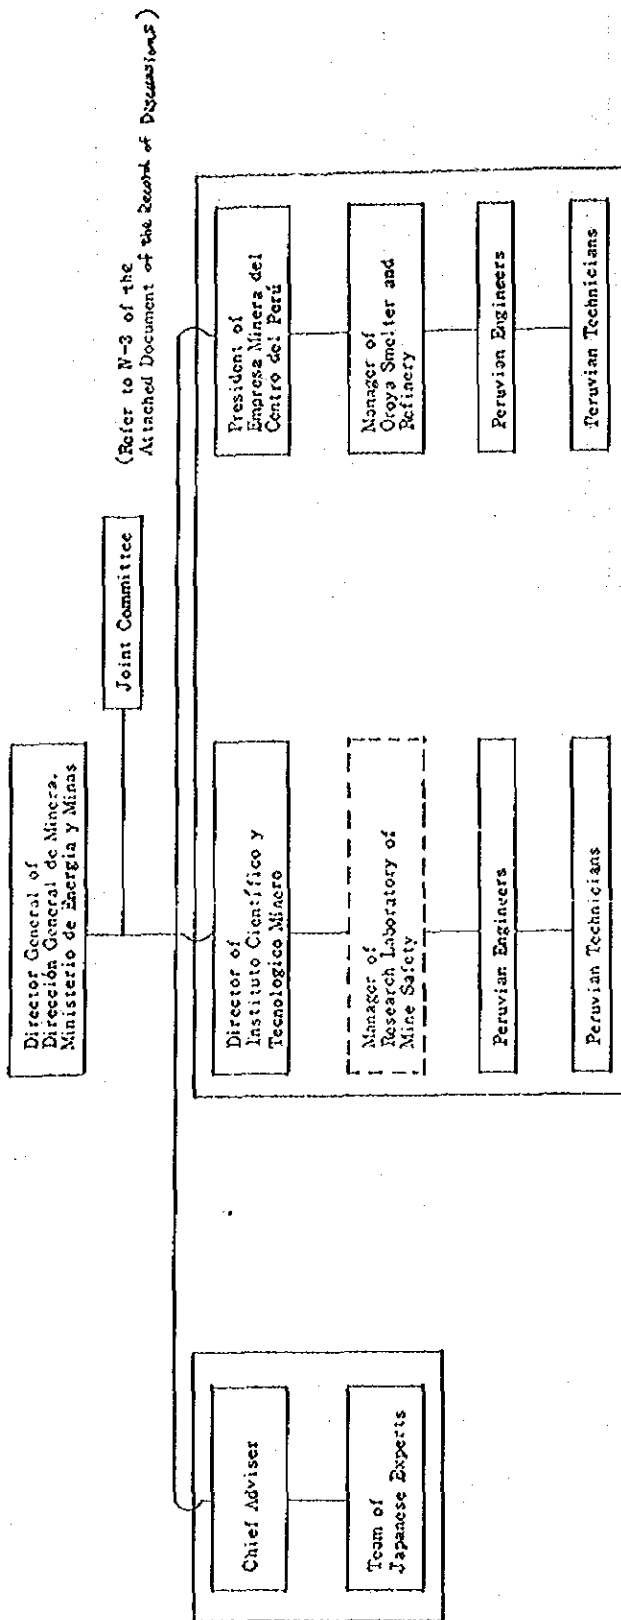 Director General of
Dirección General de Minera,
Ministerio de Energía y Minas
Joint Committee
(Refer to IV-3 of the
Attached Document of the Record of Discussions)
Chief Adviser
Team of
Japanese Experts
Director of
Instituto Científico y
Tecnologico Minero
Manager of
Research Laboratory of
Mine Safety
Peruvian Engineers
Peruvian Technicians
President of
Empresa Minera del
Centro del Perú
Manager of
Oroya Smelter and
Refinery
Peruvian Engineers
Peruvian Technicians